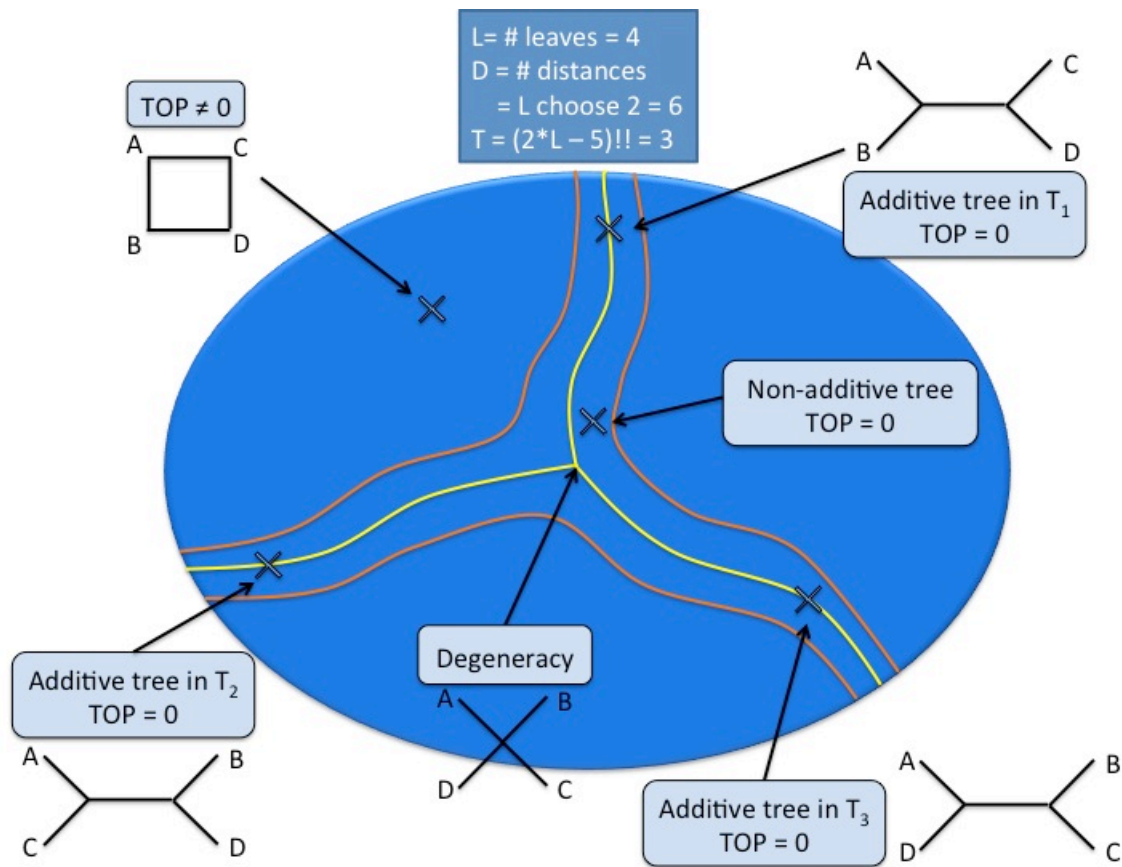 L= # leaves = 4
D = # distances
= L choose 2 = 6
T = (2*L – 5)!! = 3
TOP ≠ 0
A C
B D
A C
B D
Additive tree in T₁
TOP = 0
Non-additive tree
TOP = 0
Degeneracy
A B
D C
Additive tree in T₂
TOP = 0
A B
C D
Additive tree in T₃
TOP = 0
A B
D C